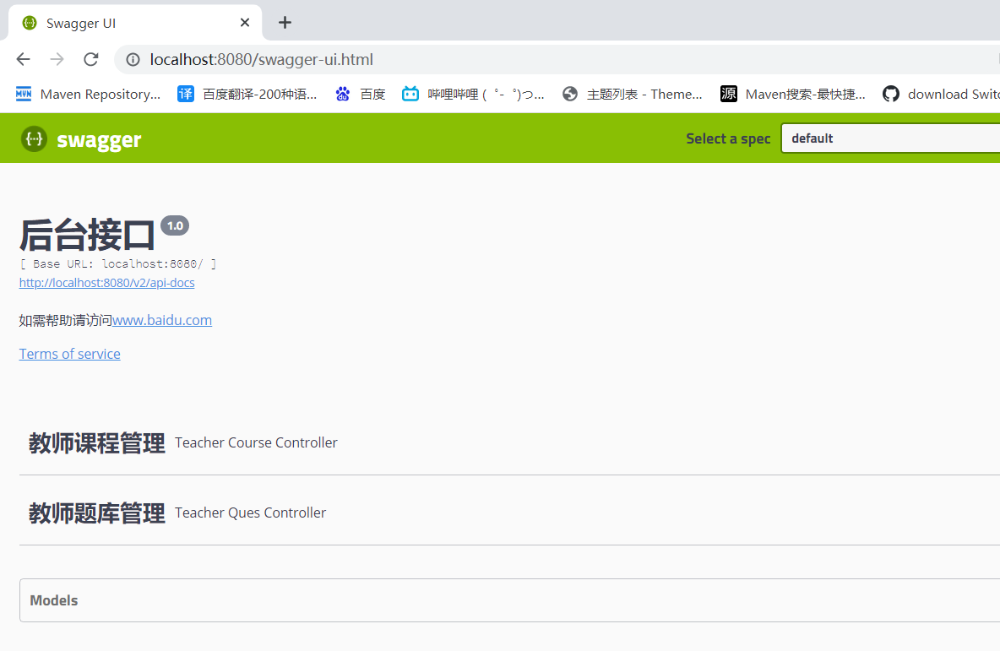 Swagger UI
localhost:8080/swagger-ui.html
Maven Repository... 译 百度翻译-200种语... 百度 哔哩哔哩 (゜-゜)つ... 主题列表 - Theme... 源 Maven搜索-最快捷... download Switc
swagger Select a spec default
后台接口 1.0
[ Base URL: localhost:8080/ ]
http://localhost:8080/v2/api-docs
如需帮助请访问www.baidu.com
Terms of service
教师课程管理 Teacher Course Controller
教师题库管理 Teacher Ques Controller
Models